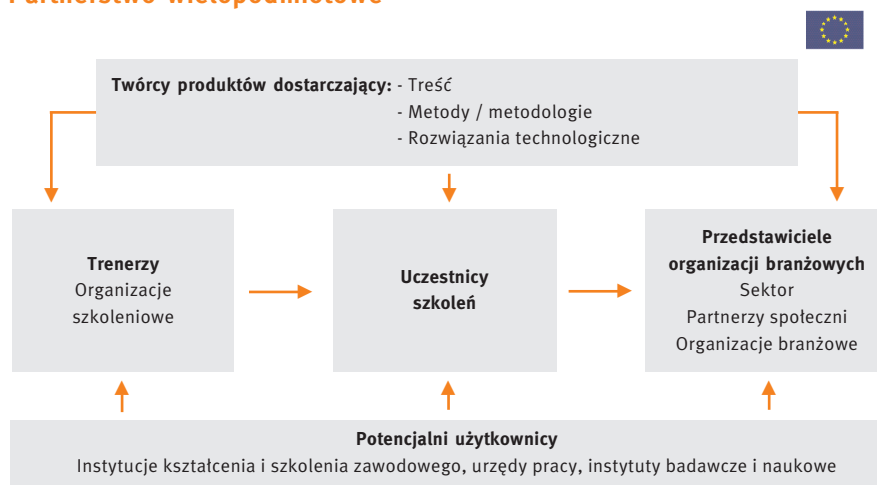 Partnerstwo wielopodmiotowe
Twórcy produktów dostarczający: - Treść
- Metody / metodologie
- Rozwiązania technologiczne
Trenerzy
Organizacje
szkoleniowe
Uczestnicy
szkoleń
Przedstawiciele
organizacji branżowych
Sektor
Partnerzy społeczni
Organizacje branżowe
Potencjalni użytkownicy
Instytucje kształcenia i szkolenia zawodowego, urzędy pracy, instytuty badawcze i naukowe